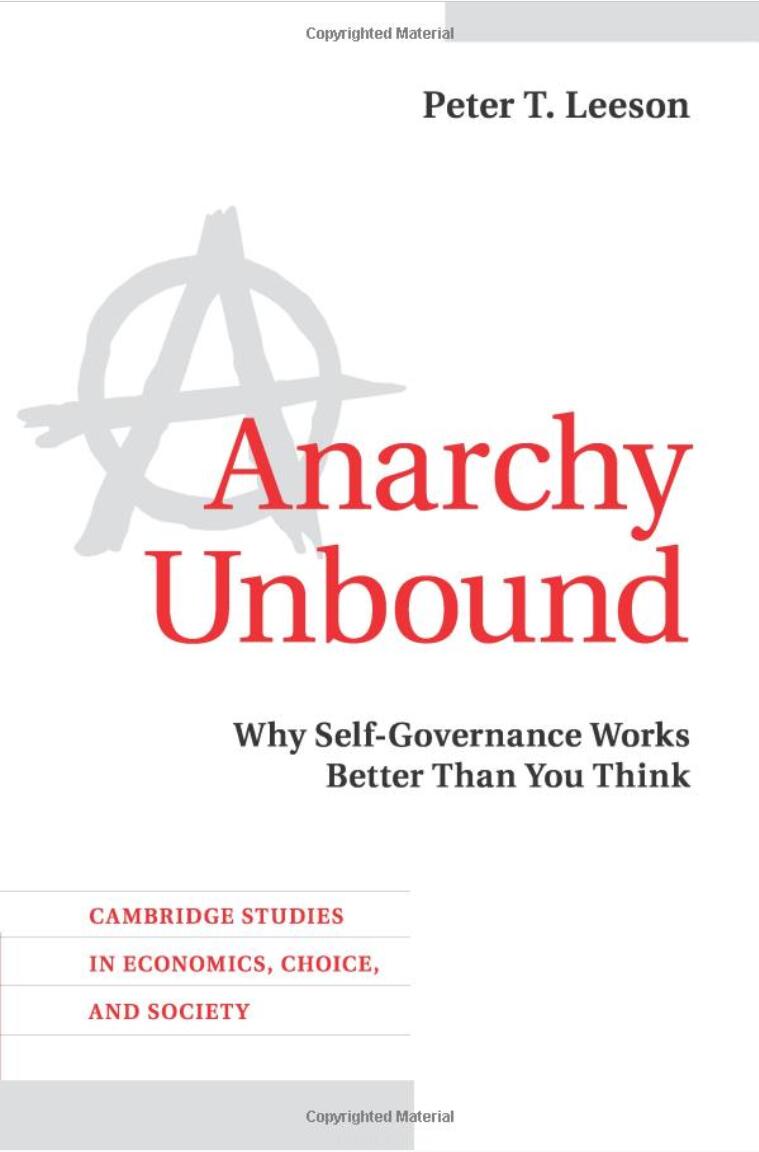 Copyrighted Material
Peter T. Leeson
Anarchy
Unbound
Why Self-Governance Works
Better Than You Think
CAMBRIDGE STUDIES
IN ECONOMICS, CHOICE,
AND SOCIETY
Copyrighted Material